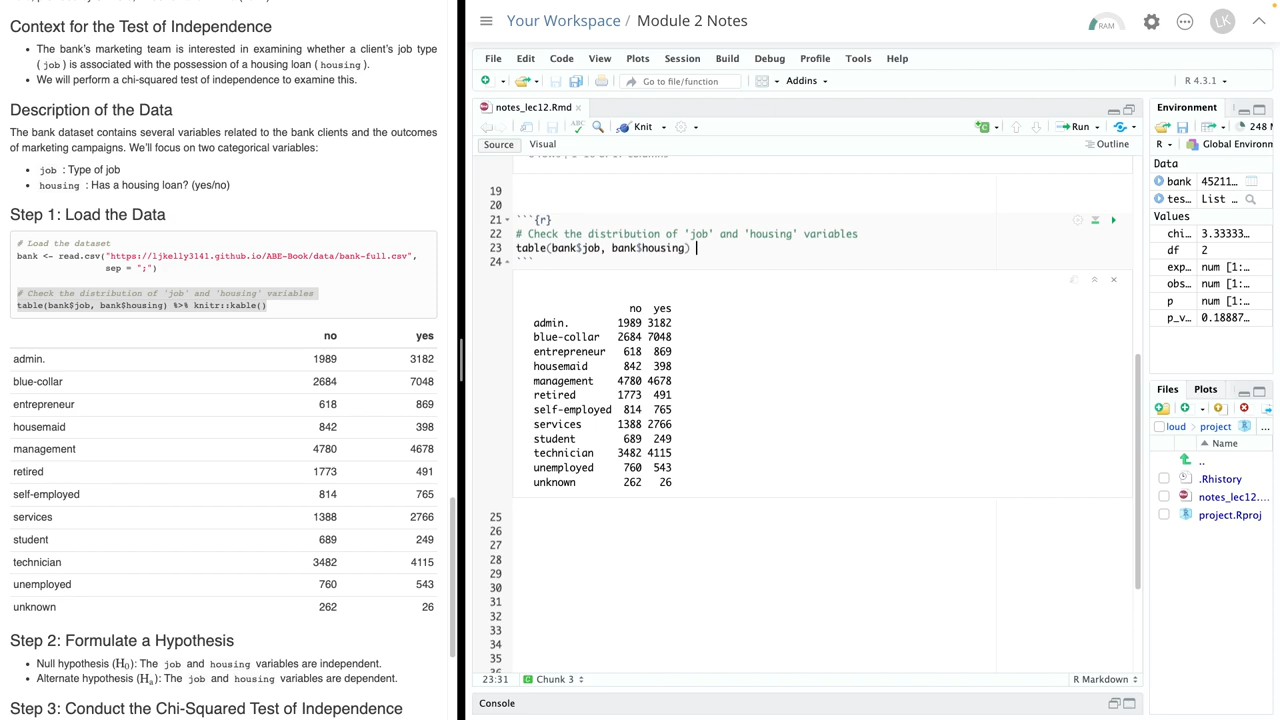 Context for the Test of Independence
• The bank's marketing team is interested in examining whether a client's job type
( job ) is associated with the possession of a housing loan ( housing ).
• We will perform a chi-squared test of independence to examine this.
Description of the Data
The bank dataset contains several variables related to the bank clients and the outcomes
of marketing campaigns. We'll focus on two categorical variables:
• job : Type of job
• housing : Has a housing loan? (yes/no)
Step 1: Load the Data
# Load the dataset
bank <- read.csv("https://ljkelly3141.github.io/ABE-Book/data/bank-full.csv",
sep = ";")
# Check the distribution of 'job' and 'housing' variables
table(bank$job, bank$housing) %>% knitr::kable()
no yes
admin. 1989 3182
blue-collar 2684 7048
entrepreneur 618 869
housemaid 842 398
management 4780 4678
retired 1773 491
self-employed 814 765
services 1388 2766
student 689 249
technician 3482 4115
unemployed 760 543
unknown 262 26
Step 2: Formulate a Hypothesis
• Null hypothesis (H0): The job and housing variables are independent.
• Alternate hypothesis (Ha): The job and housing variables are dependent.
Step 3: Conduct the Chi-Squared Test of Independence
Your Workspace / Module 2 Notes
RAM
LK
File Edit Code View Plots Session Build Debug Profile Tools Help
Go to file/function
Addins
R 4.3.1
notes_lec12.Rmd
ABC
Knit
Run
Source Visual
Outline
19
20
21 ```{r}
22 # Check the distribution of 'job' and 'housing' variables
23 table(bank$job, bank$housing)
24 ```
no yes
admin. 1989 3182
blue-collar 2684 7048
entrepreneur 618 869
housemaid 842 398
management 4780 4678
retired 1773 491
self-employed 814 765
services 1388 2766
student 689 249
technician 3482 4115
unemployed 760 543
unknown 262 26
25
26
27
28
29
30
31
32
33
34
35
23:31 Chunk 3 R Markdown
Console
Environment
248 M
R Global Environm
Data
bank 45211…
tes… List …
Values
chi… 3.33333…
df 2
exp… num [1:…
obs… num [1:…
p num [1:…
p_v… 0.18887…
Files Plots
loud project ...
Name
..
.Rhistory
notes_lec12....
project.Rproj